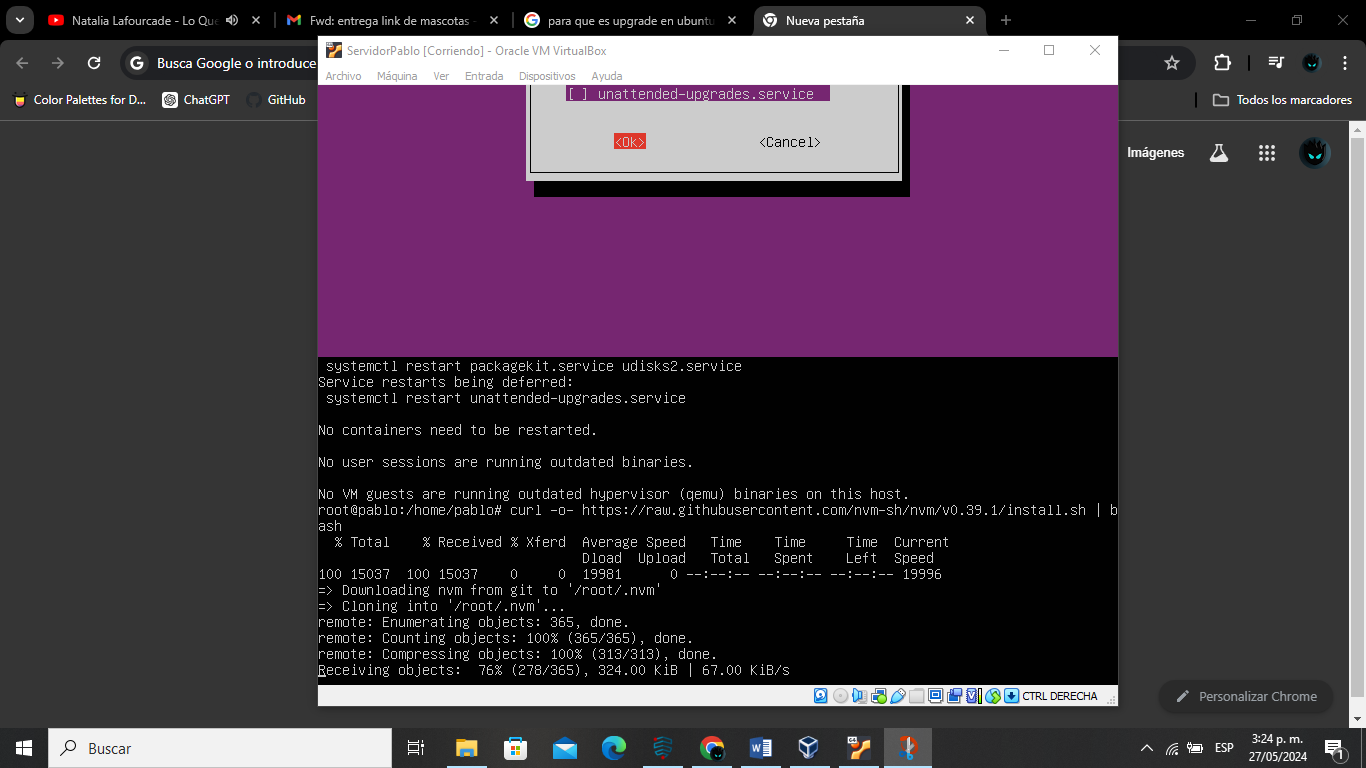 Natalia Lafourcade - Lo Que
Fwd: entrega link de mascotas -
para que es upgrade en ubuntu
Nueva pestaña
Busca Google o introduce
Color Palettes for D...
ChatGPT
GitHub
Todos los marcadores
Imágenes
ServidorPablo [Corriendo] - Oracle VM VirtualBox
Archivo Máquina Ver Entrada Dispositivos Ayuda
[ ] unattended-upgrades.service
<Ok> <Cancel>
systemctl restart packagekit.service udisks2.service
Service restarts being deferred:
systemctl restart unattended-upgrades.service
No containers need to be restarted.
No user sessions are running outdated binaries.
No VM guests are running outdated hypervisor (qemu) binaries on this host.
root@pablo:/home/pablo# curl -o- https://raw.githubusercontent.com/nvm-sh/nvm/v0.39.1/install.sh | b
ash
% Total % Received % Xferd Average Speed Time Time Time Current
Dload Upload Total Spent Left Speed
100 15037 100 15037 0 0 19981 0 --:--:-- --:--:-- --:--:-- 19996
=> Downloading nvm from git to '/root/.nvm'
=> Cloning into '/root/.nvm'...
remote: Enumerating objects: 365, done.
remote: Counting objects: 100% (365/365), done.
remote: Compressing objects: 100% (313/313), done.
Receiving objects: 76% (278/365), 324.00 KiB | 67.00 KiB/s
CTRL DERECHA
Personalizar Chrome
Buscar
ESP
3:24 p. m.
27/05/2024
1